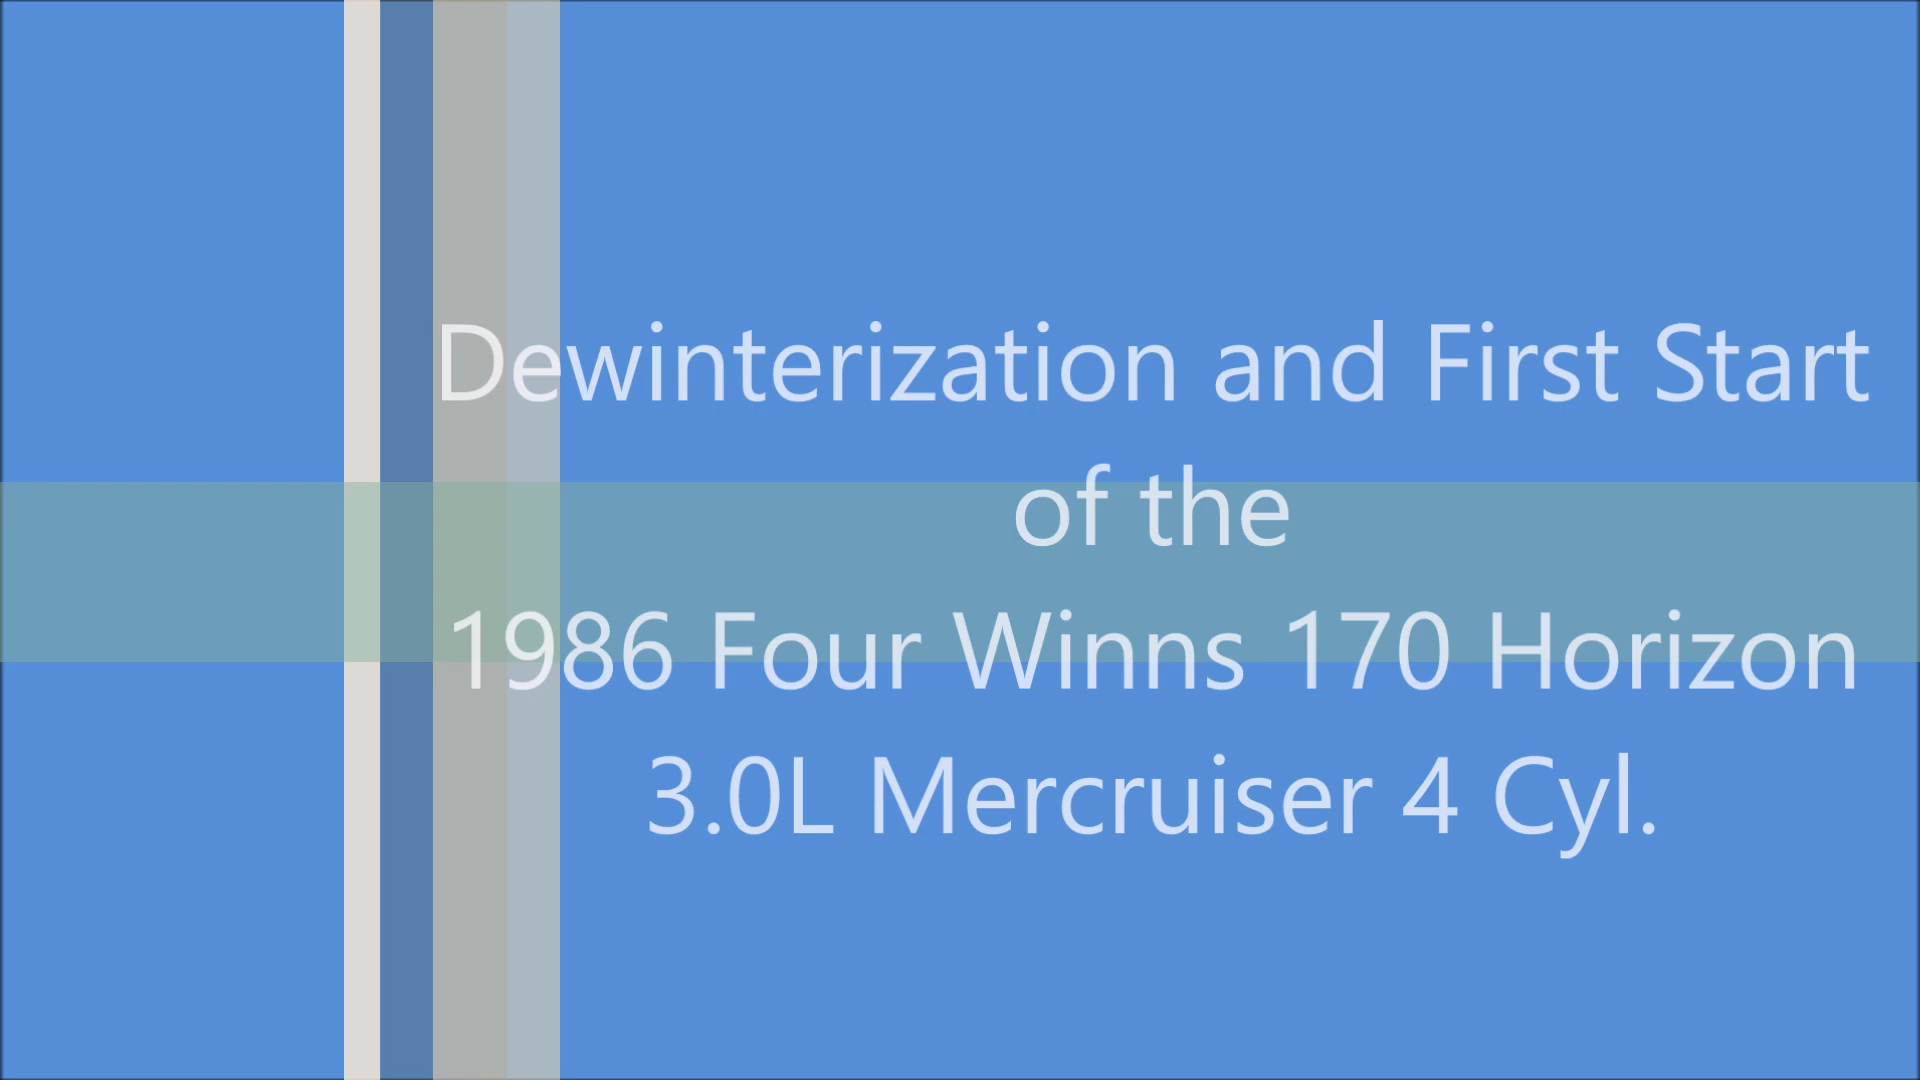 Dewinterization and First Start
of the
1986 Four Winns 170 Horizon
3.0L Mercruiser 4 Cyl.